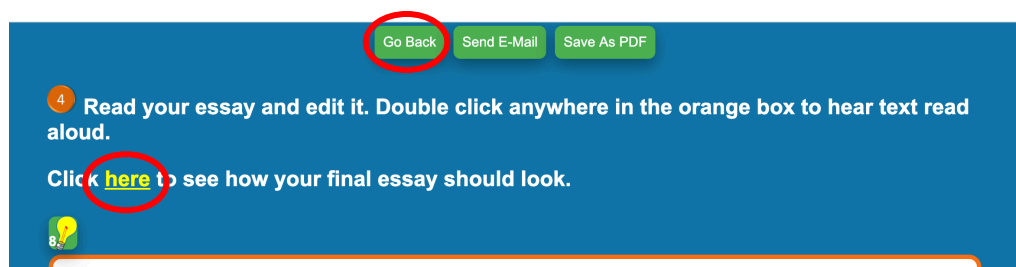 Go Back Send E-Mail Save As PDF
4 Read your essay and edit it. Double click anywhere in the orange box to hear text read
aloud.
Click here to see how your final essay should look.
8.